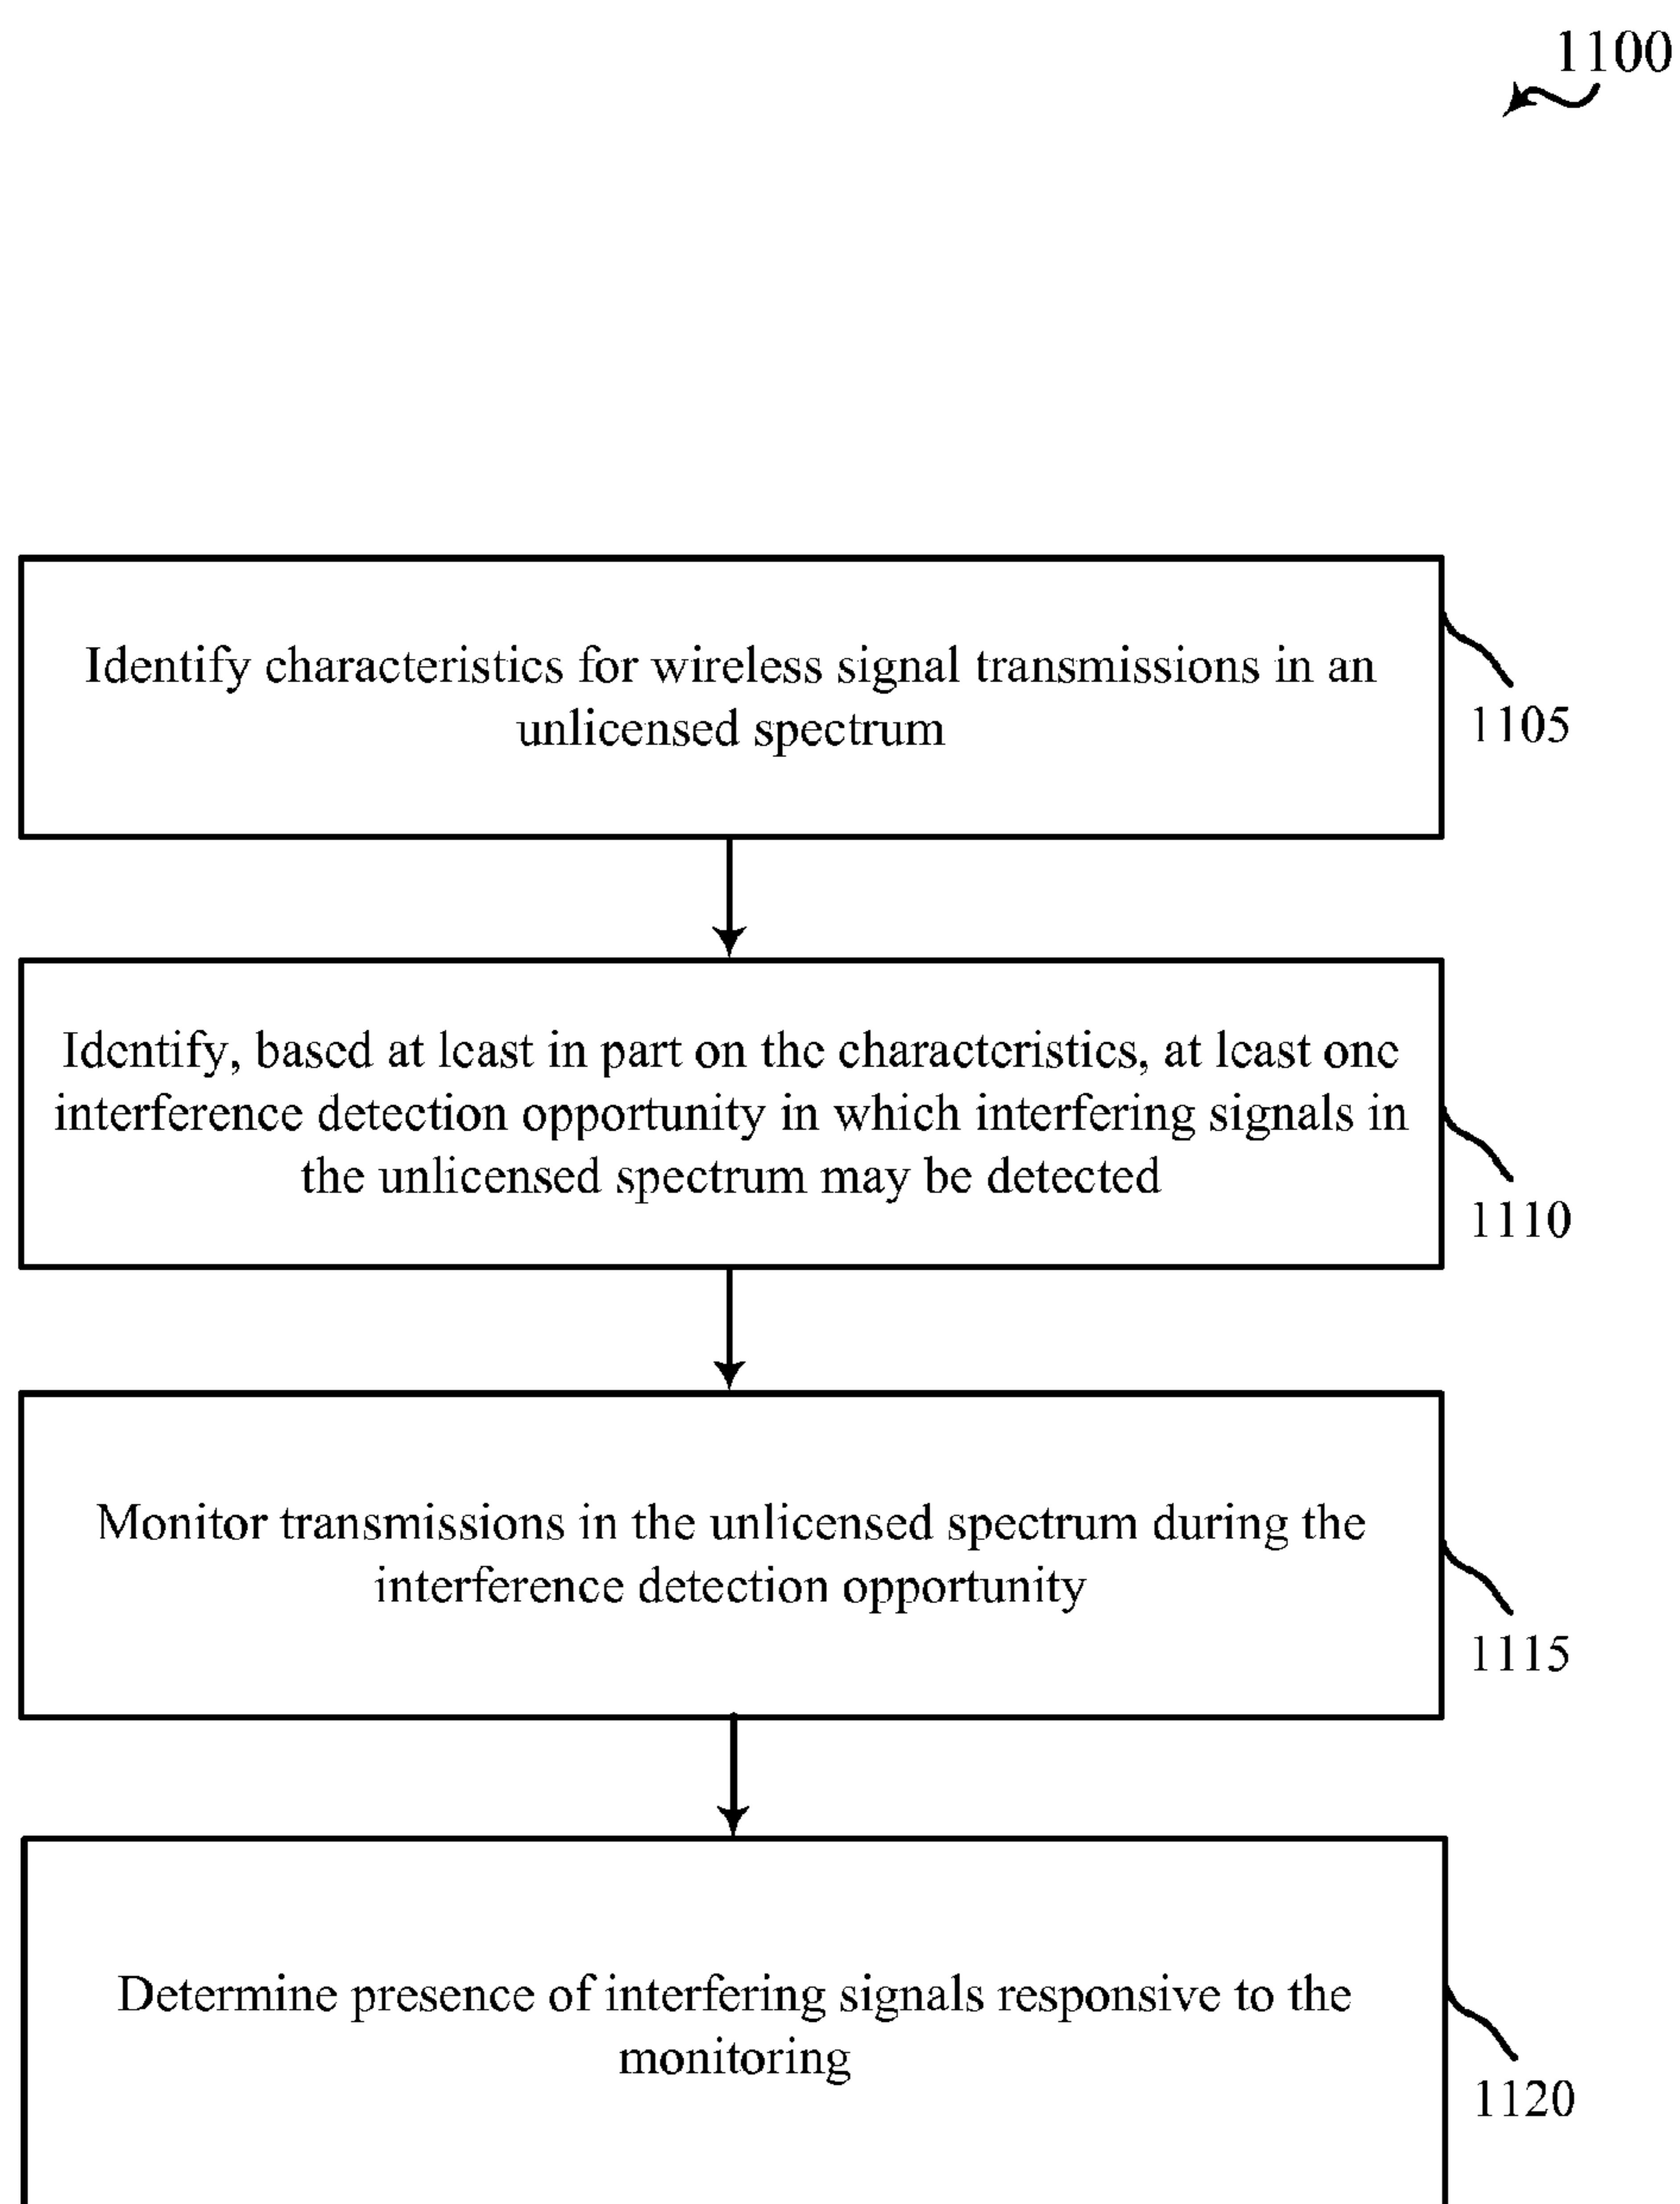 1100
Identify characteristics for wireless signal transmissions in an
unlicensed spectrum
1105
Identify, based at least in part on the characteristics, at least one
interference detection opportunity in which interfering signals in
the unlicensed spectrum may be detected
1110
Monitor transmissions in the unlicensed spectrum during the
interference detection opportunity
1115
Determine presence of interfering signals responsive to the
monitoring
1120